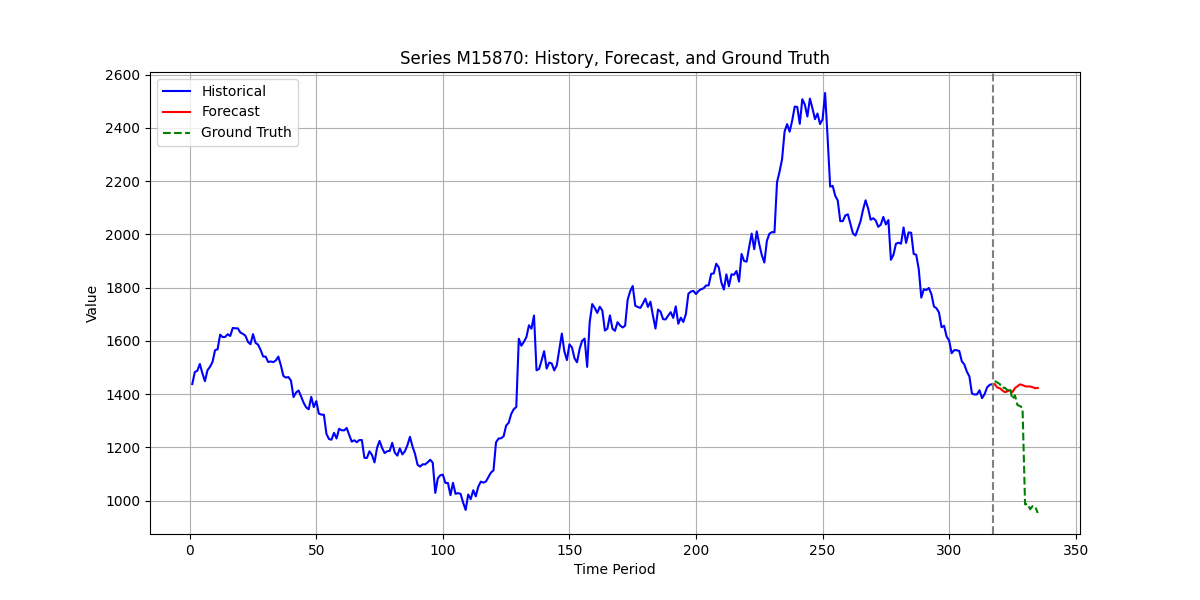 Series M15870: History, Forecast, and Ground Truth
Historical
Forecast
Ground Truth
2600
2400
2200
2000
1800
1600
1400
1200
1000
Value
0 50 100 150 200 250 300 350
Time Period